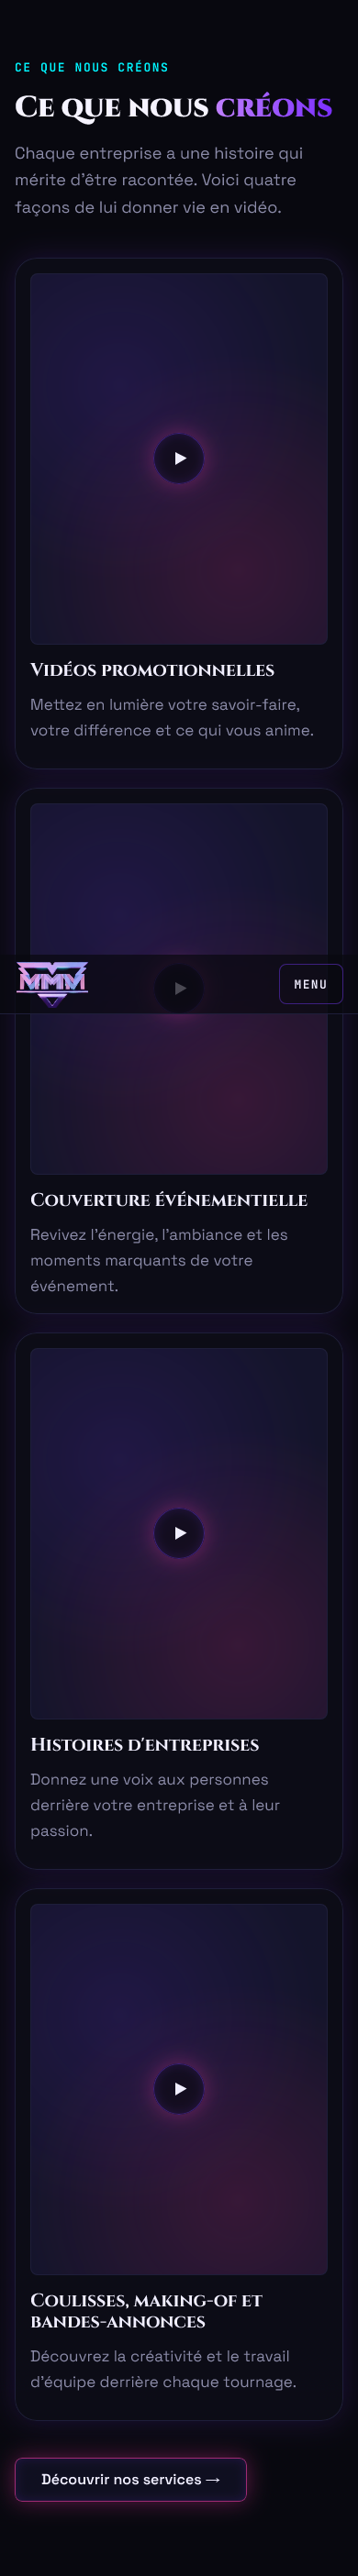 CE QUE NOUS CRÉONS
Ce que nous créons
Chaque entreprise a une histoire qui
mérite d'être racontée. Voici quatre
façons de lui donner vie en vidéo.
Vidéos promotionnelles
Mettez en lumière votre savoir-faire,
votre différence et ce qui vous anime.
MMM
MENU
Couverture événementielle
Revivez l'énergie, l'ambiance et les
moments marquants de votre
événement.
Histoires d'entreprises
Donnez une voix aux personnes
derrière votre entreprise et à leur
passion.
Coulisses, making-of et
bandes-annonces
Découvrez la créativité et le travail
d'équipe derrière chaque tournage.
Découvrir nos services →